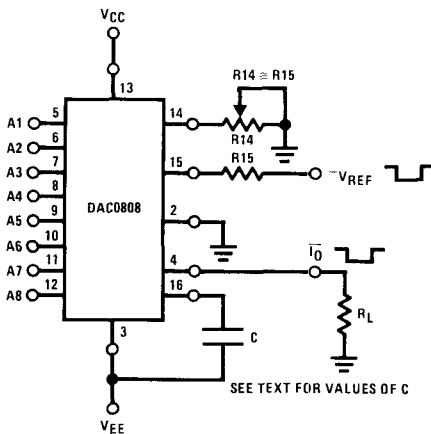 VCC
13
R14 ≅ R15
A1 5
14
R14
A2 6
A3 7
15
R15
−VREF
A4 8
DAC0808
A5 9
2
A6 10
A7 11
4
IO
A8 12
16
C
RL
3
SEE TEXT FOR VALUES OF C
VEE